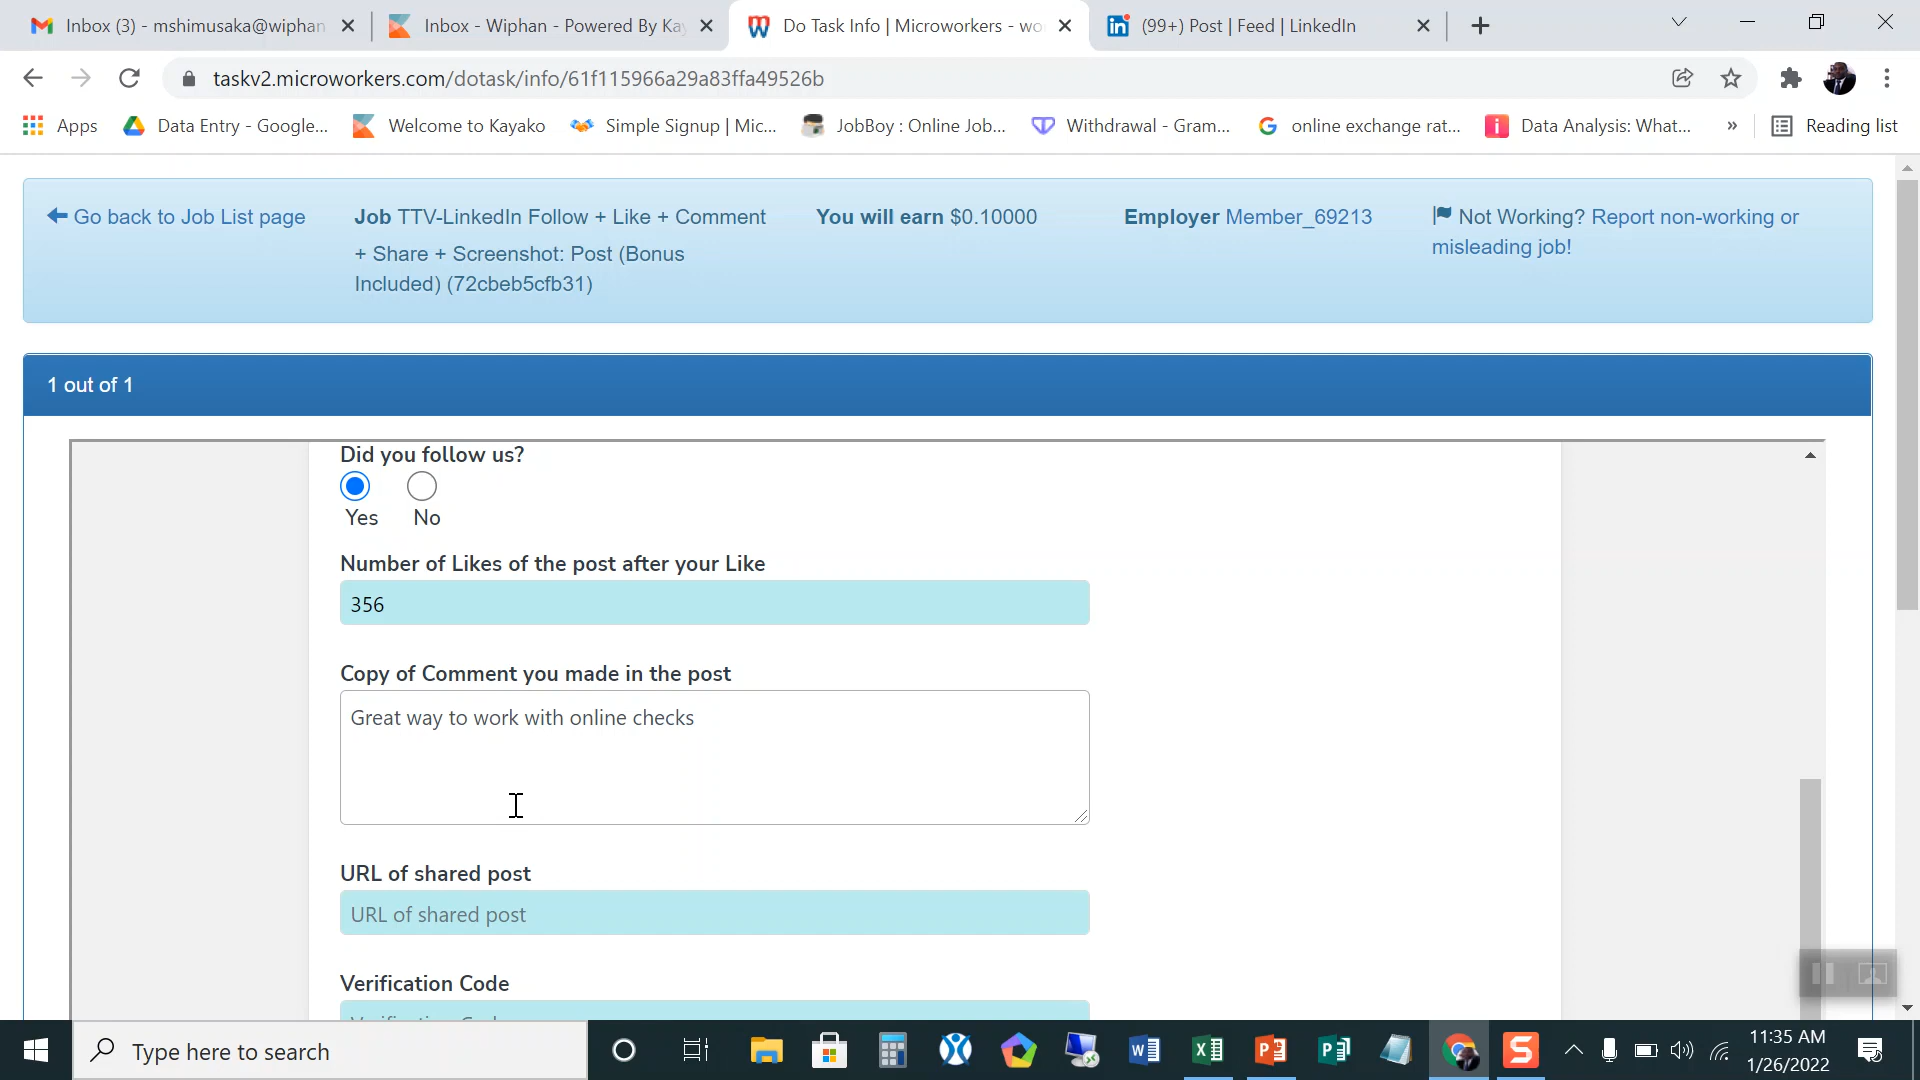 Inbox (3) - mshimusaka@wiphan
Inbox - Wiphan - Powered By Kay
Do Task Info | Microworkers - wo
(99+) Post | Feed | LinkedIn
taskv2.microworkers.com/dotask/info/61f115966a29a83ffa49526b
Apps
Data Entry - Google...
Welcome to Kayako
Simple Signup | Mic...
JobBoy : Online Job...
Withdrawal - Gram...
online exchange rat...
Data Analysis: What...
»
Reading list
Go back to Job List page
Job TTV-LinkedIn Follow + Like + Comment
+ Share + Screenshot: Post (Bonus
Included) (72cbeb5cfb31)
You will earn $0.10000
Employer Member_69213
Not Working? Report non-working or
misleading job!
1 out of 1
Did you follow us?
Yes
No
Number of Likes of the post after your Like
356
Copy of Comment you made in the post
Great way to work with online checks
URL of shared post
URL of shared post
Verification Code
Type here to search
11:35 AM
1/26/2022